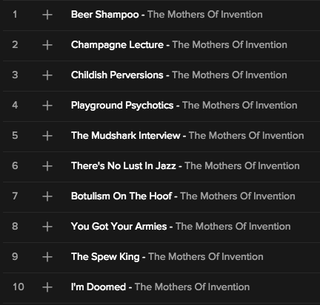 1 + Beer Shampoo - The Mothers Of Invention
2 + Champagne Lecture - The Mothers Of Invention
3 + Childish Perversions - The Mothers Of Invention
4 + Playground Psychotics - The Mothers Of Invention
5 + The Mudshark Interview - The Mothers Of Invention
6 + There's No Lust In Jazz - The Mothers Of Invention
7 + Botulism On The Hoof - The Mothers Of Invention
8 + You Got Your Armies - The Mothers Of Invention
9 + The Spew King - The Mothers Of Invention
10 + I'm Doomed - The Mothers Of Invention